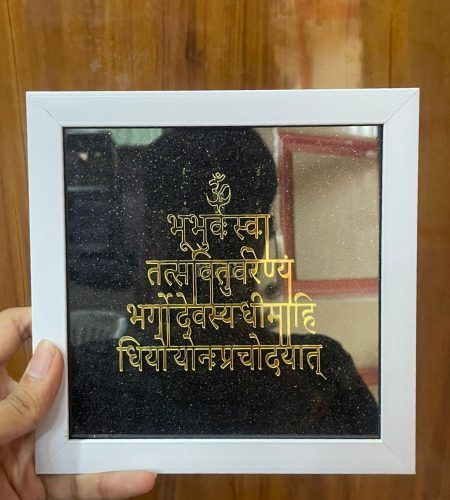 ॐ
भूभुर्वः स्वः
तत्सवितुर्वरेण्यं
भर्गो देवस्य धीमहि
धियो यो नः प्रचोदयात्